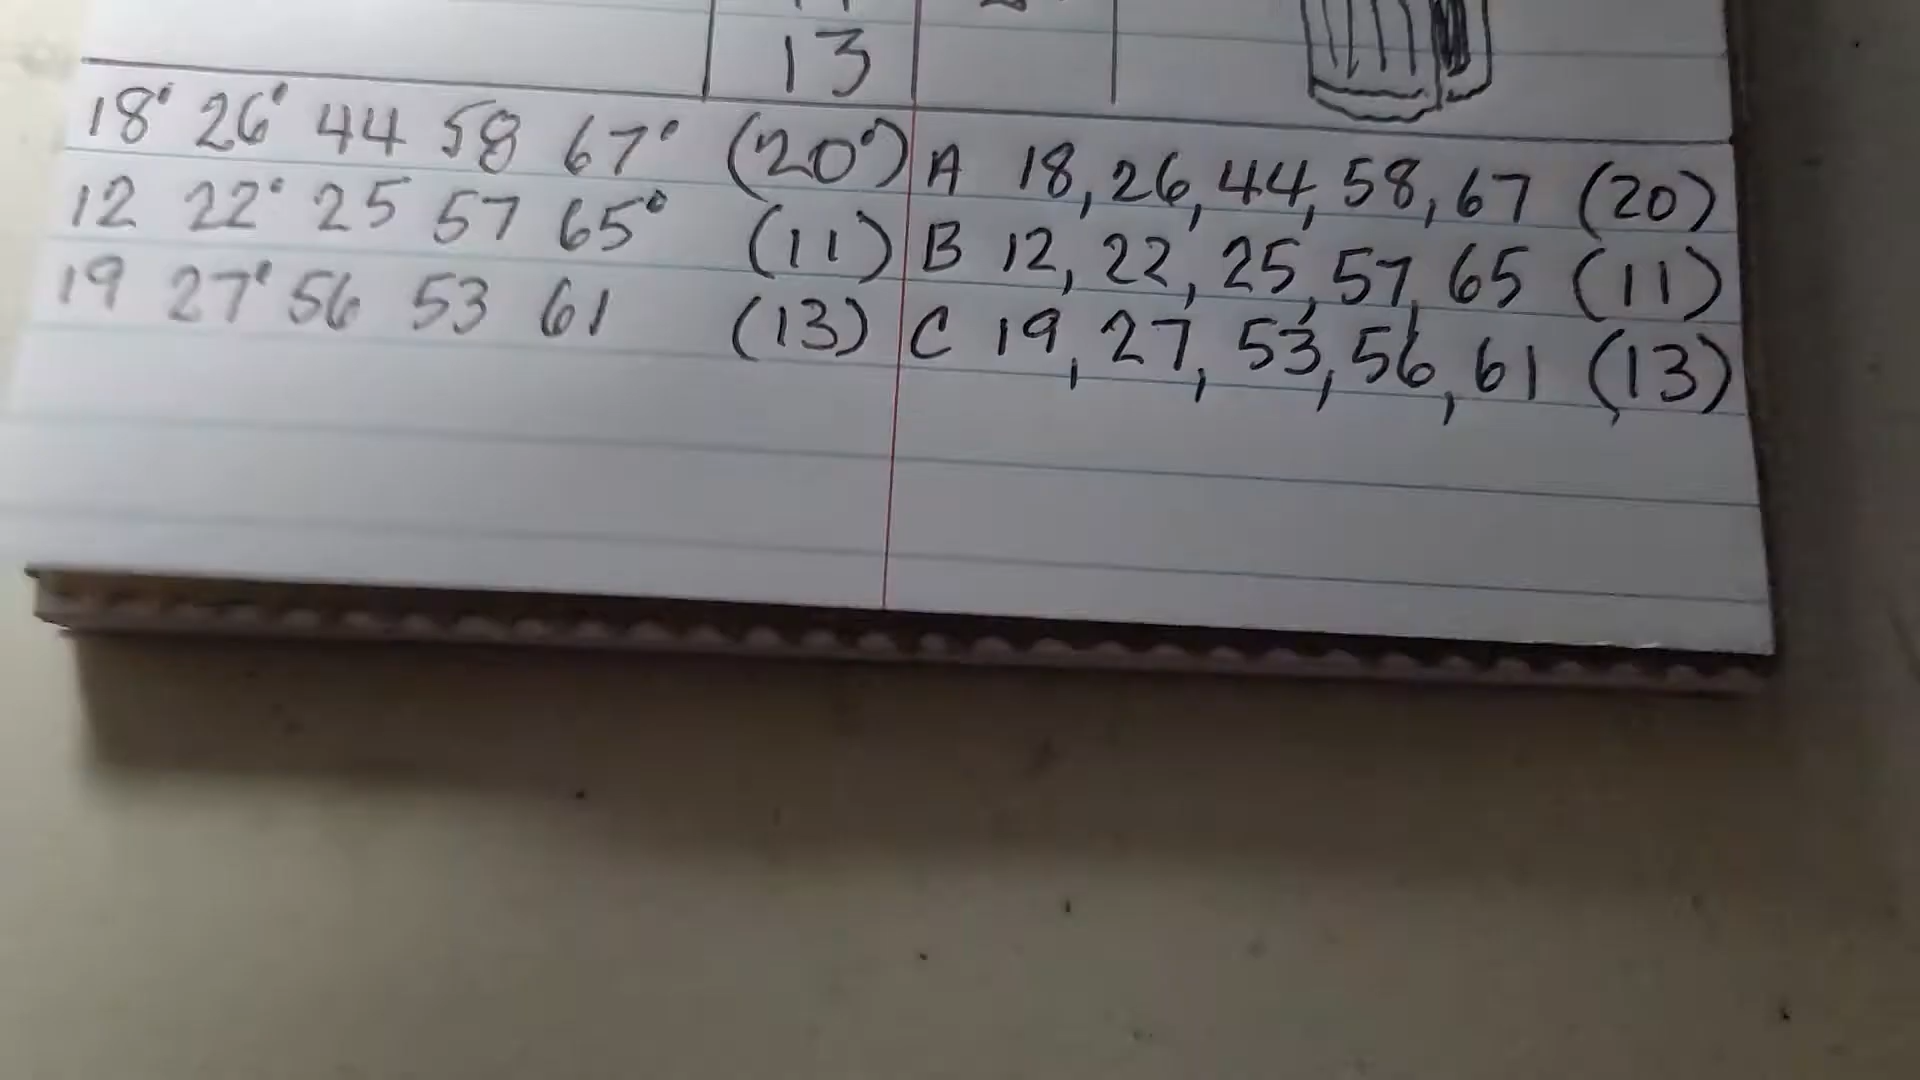 13
18° 26° 44 58 67° (20°) A 18, 26, 44, 58, 67 (20)
12 22° 25 57 65° (11) B 12, 22, 25, 57, 65 (11)
19 27° 56 53 61 (13) C 19, 27, 53, 56, 61 (13)